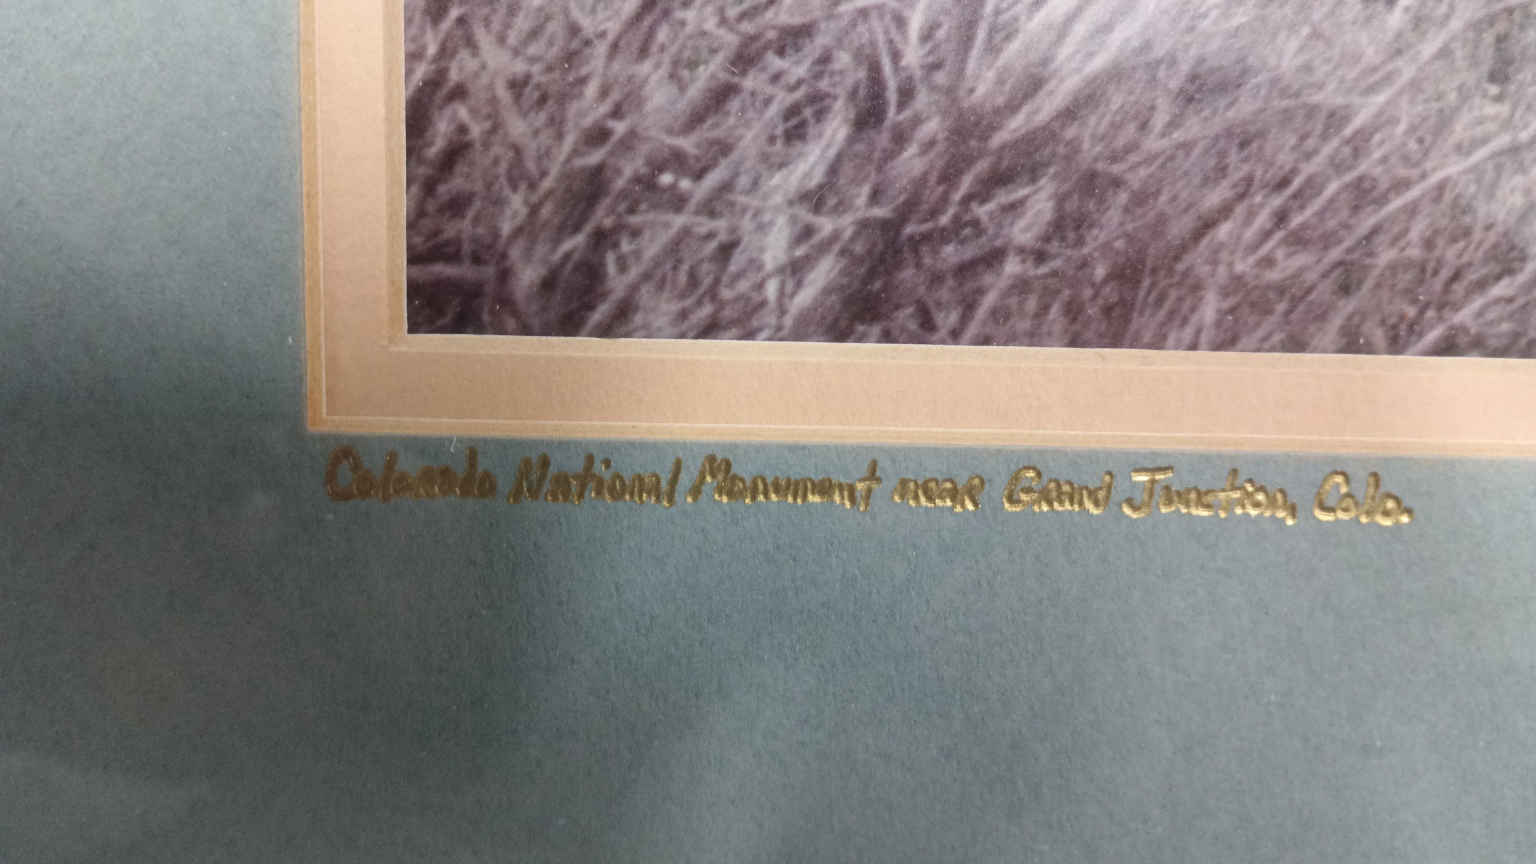 Colorado National Monument near Grand Junction, Colo.